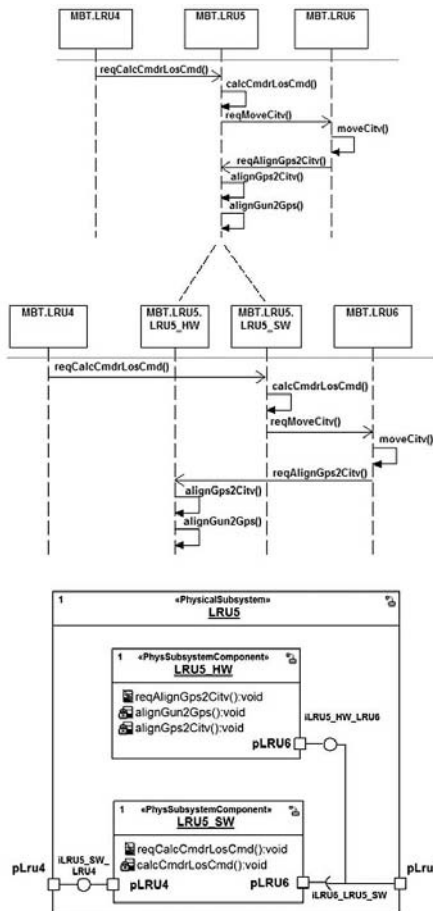 MBT.LRU4 MBT.LRU5 MBT.LRU6
reqCalcCmdrLosCmd()
calcCmdrLosCmd()
reqMoveCitv()
moveCitv()
reqAlignGps2Citv()
alignGps2Citv()
alignGun2Gps()
MBT.LRU4 MBT.LRU5. MBT.LRU5. MBT.LRU6
LRU5_HW LRU5_SW
reqCalcCmdrLosCmd()
calcCmdrLosCmd()
reqMoveCitv()
moveCitv()
reqAlignGps2Citv()
alignGps2Citv()
alignGun2Gps()
1 «PhysicalSubsystem»
LRU5
1 «PhysSubsystemComponent»
LRU5_HW
reqAlignGps2Citv():void
alignGun2Gps():void
alignGps2Citv():void
iLRU5_HW_LRU6
pLRU6
1 «PhysSubsystemComponent»
LRU5_SW
reqCalcCmdrLosCmd():void
calcCmdrLosCmd():void
pLru4 iLRU5_SW_ pLru
LRU4
pLRU4 pLRU6
iLRU6_LRU5_SW